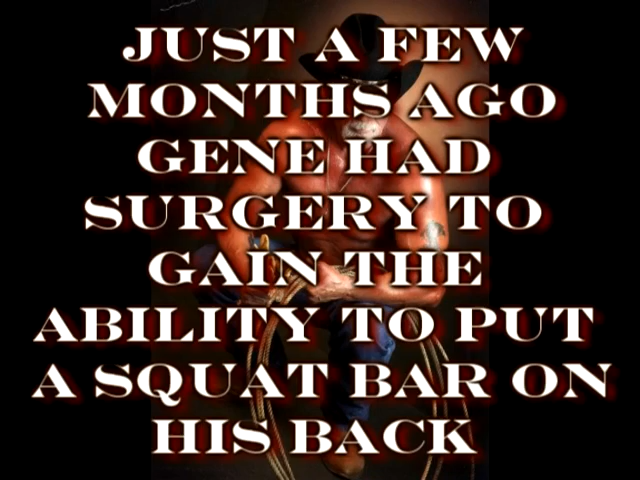 JUST A FEW
MONTHS AGO
GENE HAD
SURGERY TO
GAIN THE
ABILITY TO PUT
A SQUAT BAR ON
HIS BACK